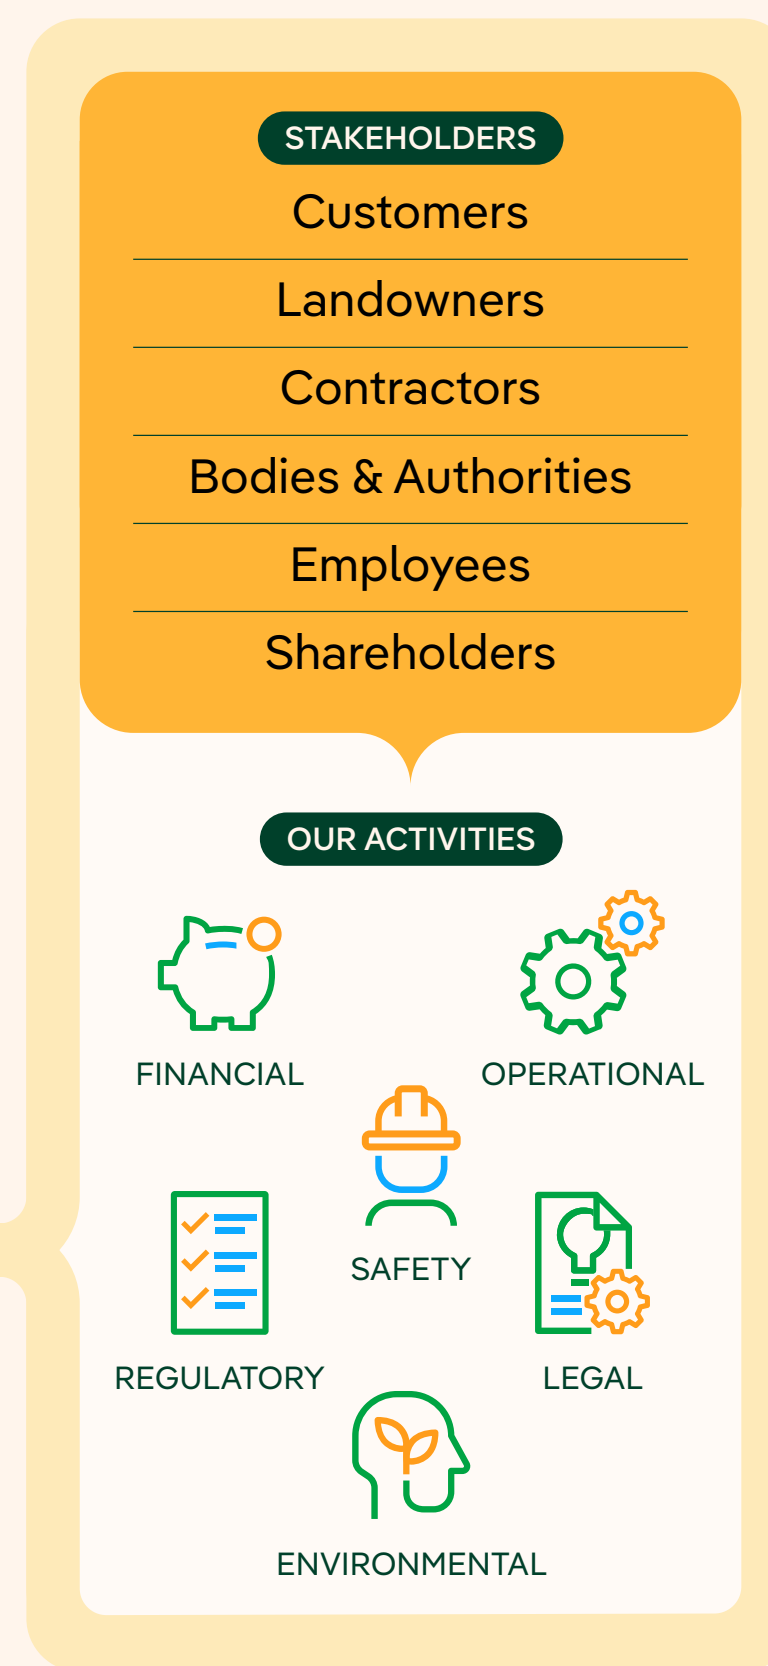 STAKEHOLDERS
Customers
Landowners
Contractors
Bodies & Authorities
Employees
Shareholders
OUR ACTIVITIES
FINANCIAL
OPERATIONAL
SAFETY
REGULATORY
LEGAL
ENVIRONMENTAL